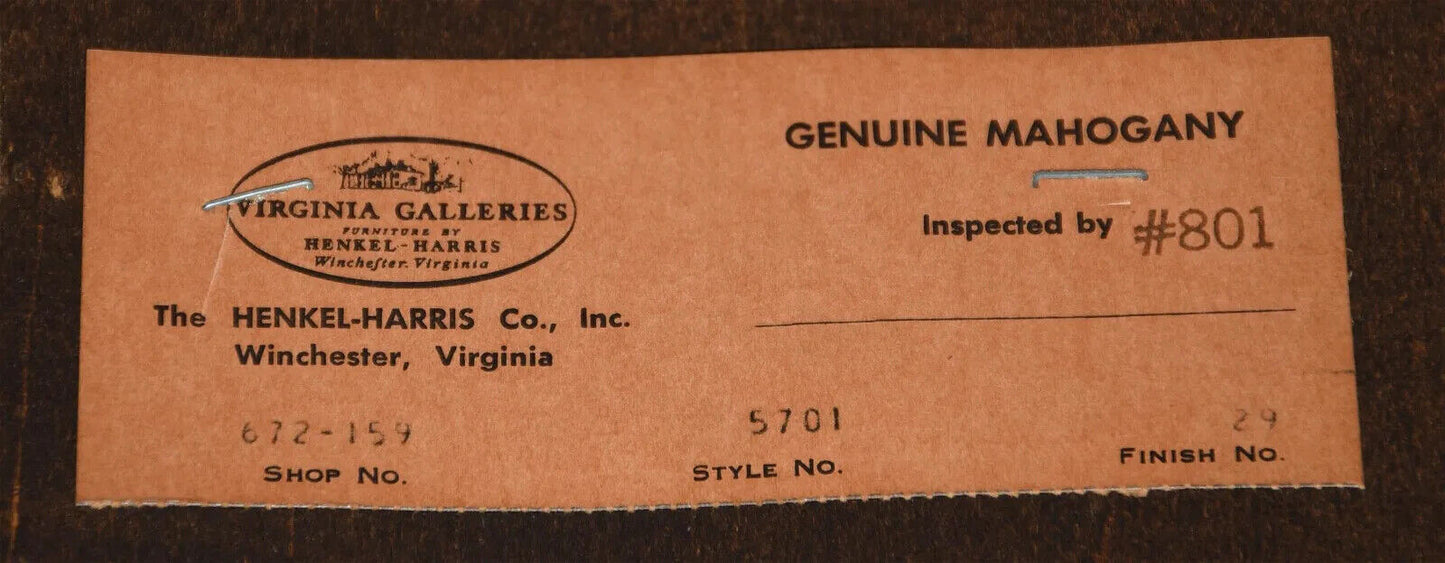 VIRGINIA GALLERIES
FURNITURE BY
HENKEL-HARRIS
Winchester, Virginia
The HENKEL-HARRIS Co., Inc.
Winchester, Virginia
GENUINE MAHOGANY
Inspected by #801
672-159
SHOP No.
5701
STYLE No.
29
FINISH No.